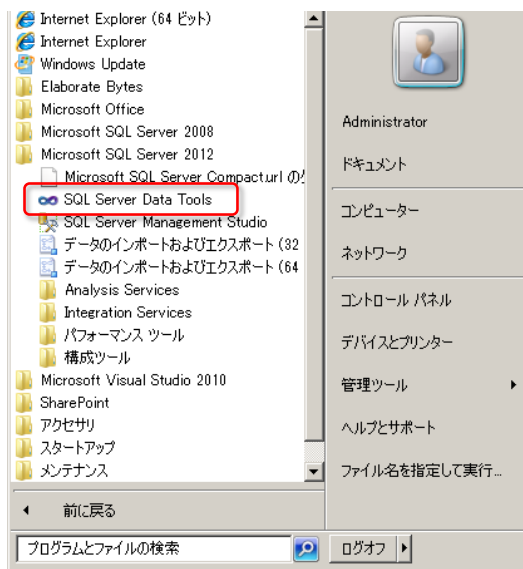 Internet Explorer (64 ビット)
Internet Explorer
Windows Update
Elaborate Bytes
Microsoft Office
Microsoft SQL Server 2008
Microsoft SQL Server 2012
Microsoft SQL Server Compact.url の
SQL Server Data Tools
SQL Server Management Studio
データのインポートおよびエクスポート (32
データのインポートおよびエクスポート (64
Analysis Services
Integration Services
パフォーマンス ツール
構成ツール
Microsoft Visual Studio 2010
SharePoint
アクセサリ
スタートアップ
メンテナンス
前に戻る
プログラムとファイルの検索
Administrator
ドキュメント
コンピューター
ネットワーク
コントロール パネル
デバイスとプリンター
管理ツール
ヘルプとサポート
ファイル名を指定して実行...
ログオフ